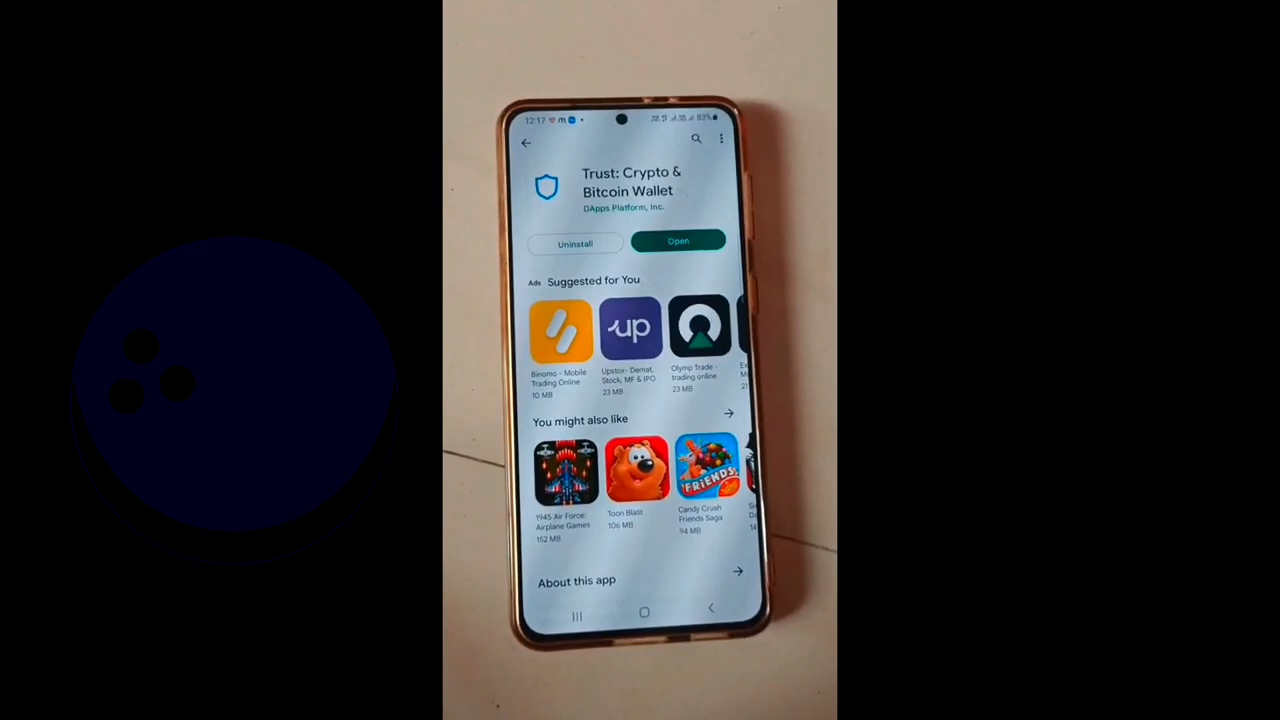 12:17
83%
Trust: Crypto &
Bitcoin Wallet
DApps Platform, Inc.
Uninstall
Open
Ads Suggested for You
up
Binomo - Mobile
Trading Online
10 MB
Upstox- Demat,
Stock, MF & IPO
23 MB
Olymp Trade -
trading online
23 MB
You might also like
FRIENDS
1945 Air Force:
Airplane Games
152 MB
Toon Blast
106 MB
Candy Crush
Friends Saga
94 MB
About this app